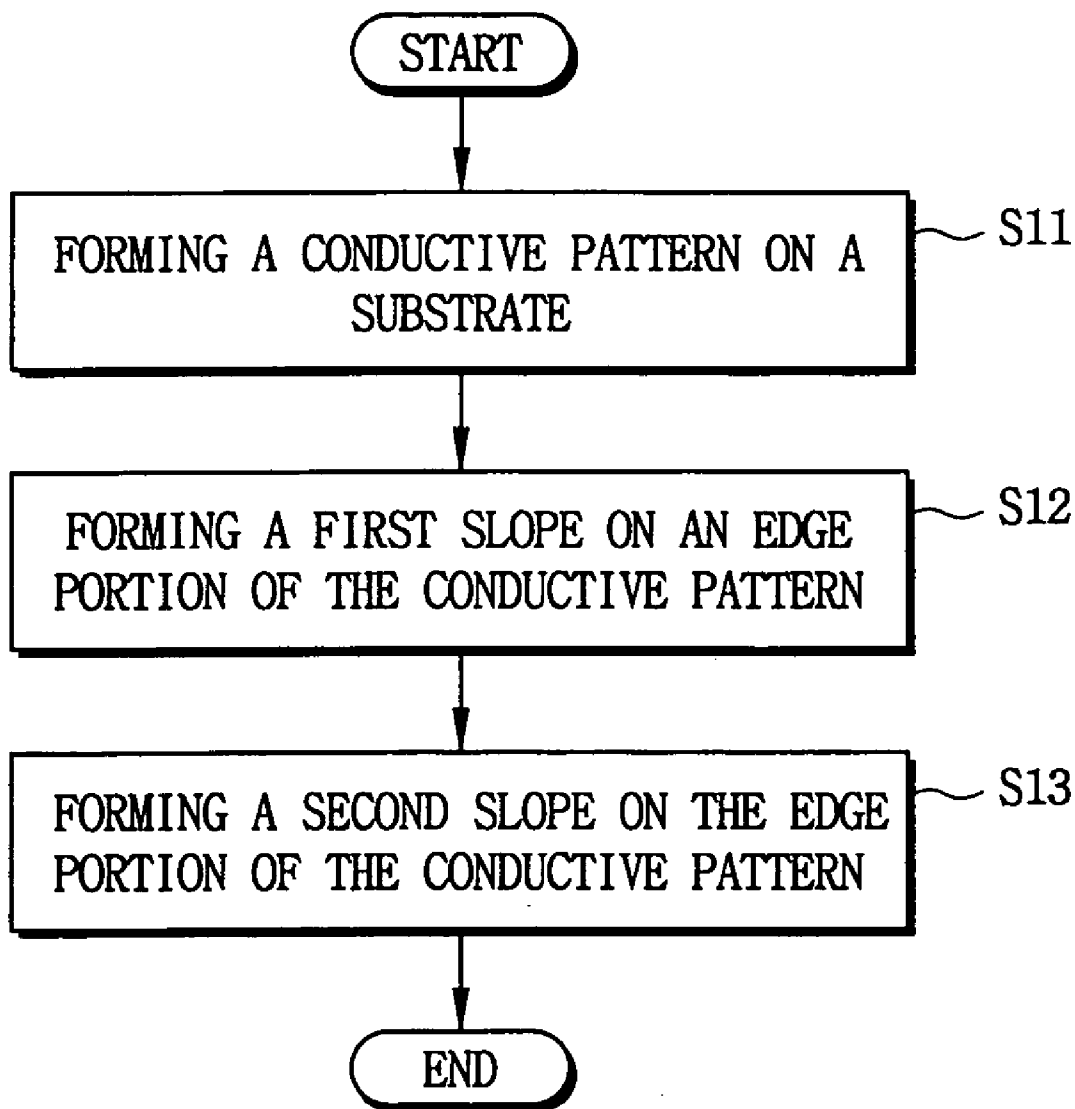 START
FORMING A CONDUCTIVE PATTERN ON A
SUBSTRATE
S11
FORMING A FIRST SLOPE ON AN EDGE
PORTION OF THE CONDUCTIVE PATTERN
S12
FORMING A SECOND SLOPE ON THE EDGE
PORTION OF THE CONDUCTIVE PATTERN
S13
END